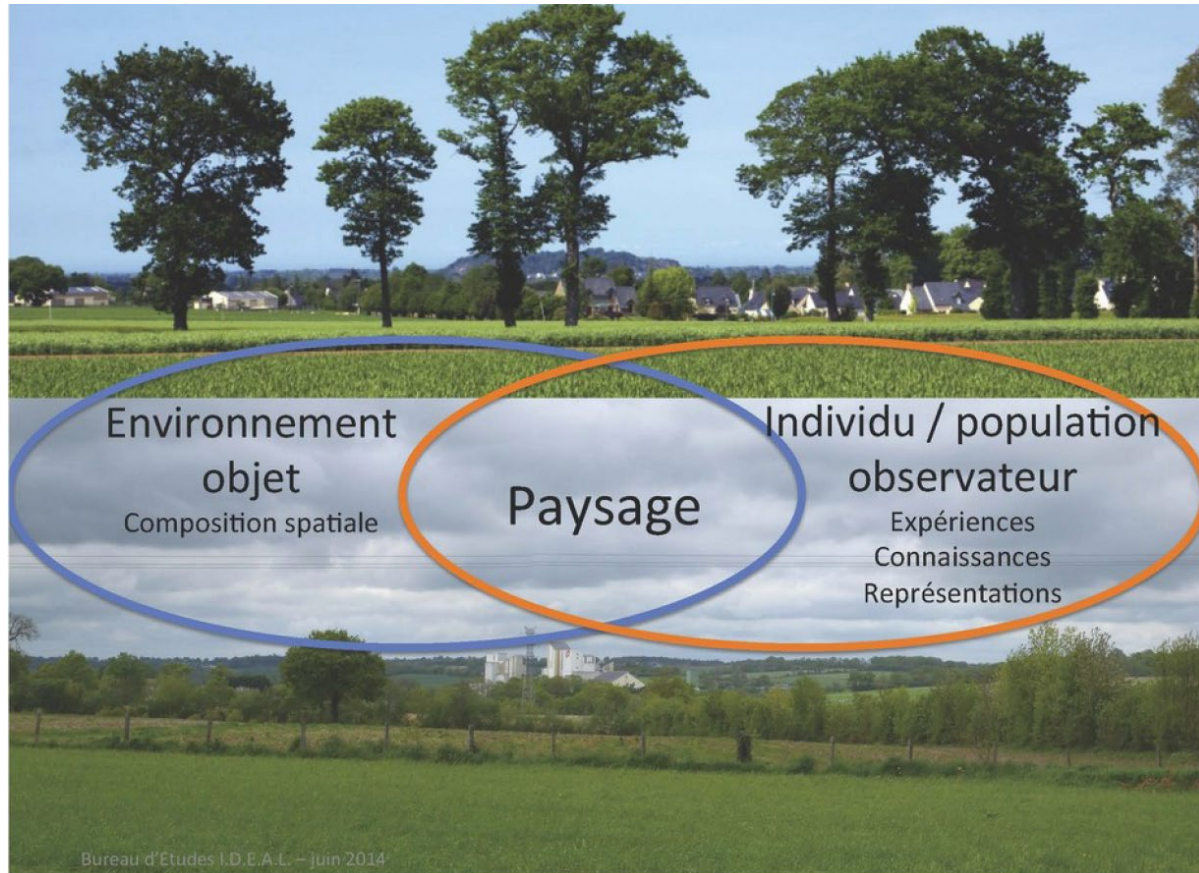 Environnement
objet
Composition spatiale
Paysage
Individu / population
observateur
Expériences
Connaissances
Représentations
Bureau d'Etudes I.D.E.A.L. – juin 2014